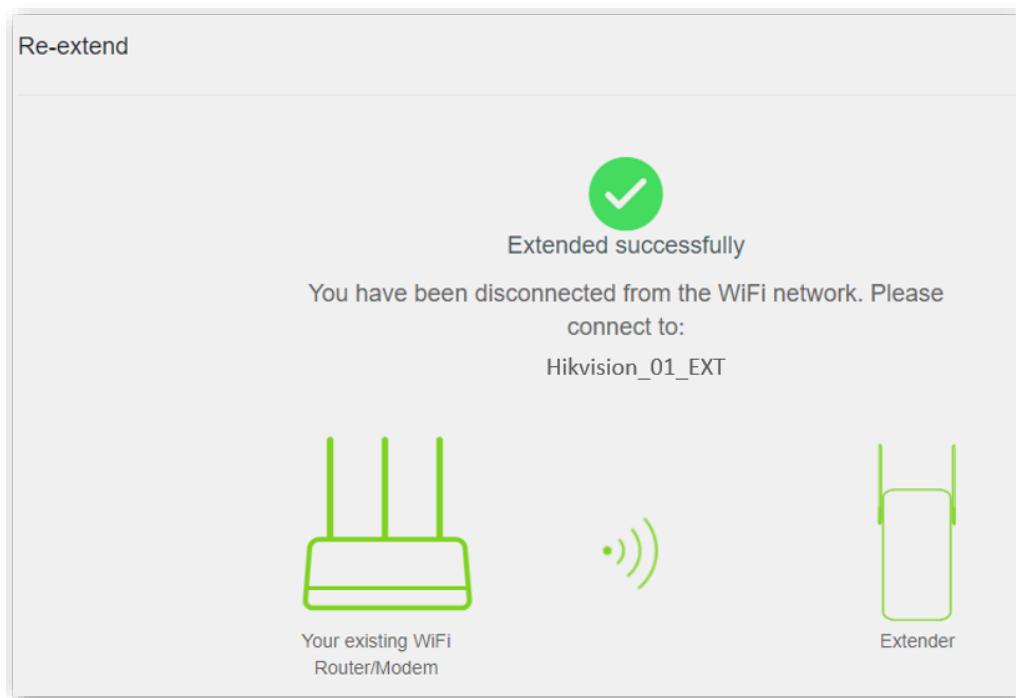 Re-extend
Extended successfully
You have been disconnected from the WiFi network. Please
connect to:
Hikvision_01_EXT
Your existing WiFi
Router/Modem
Extender